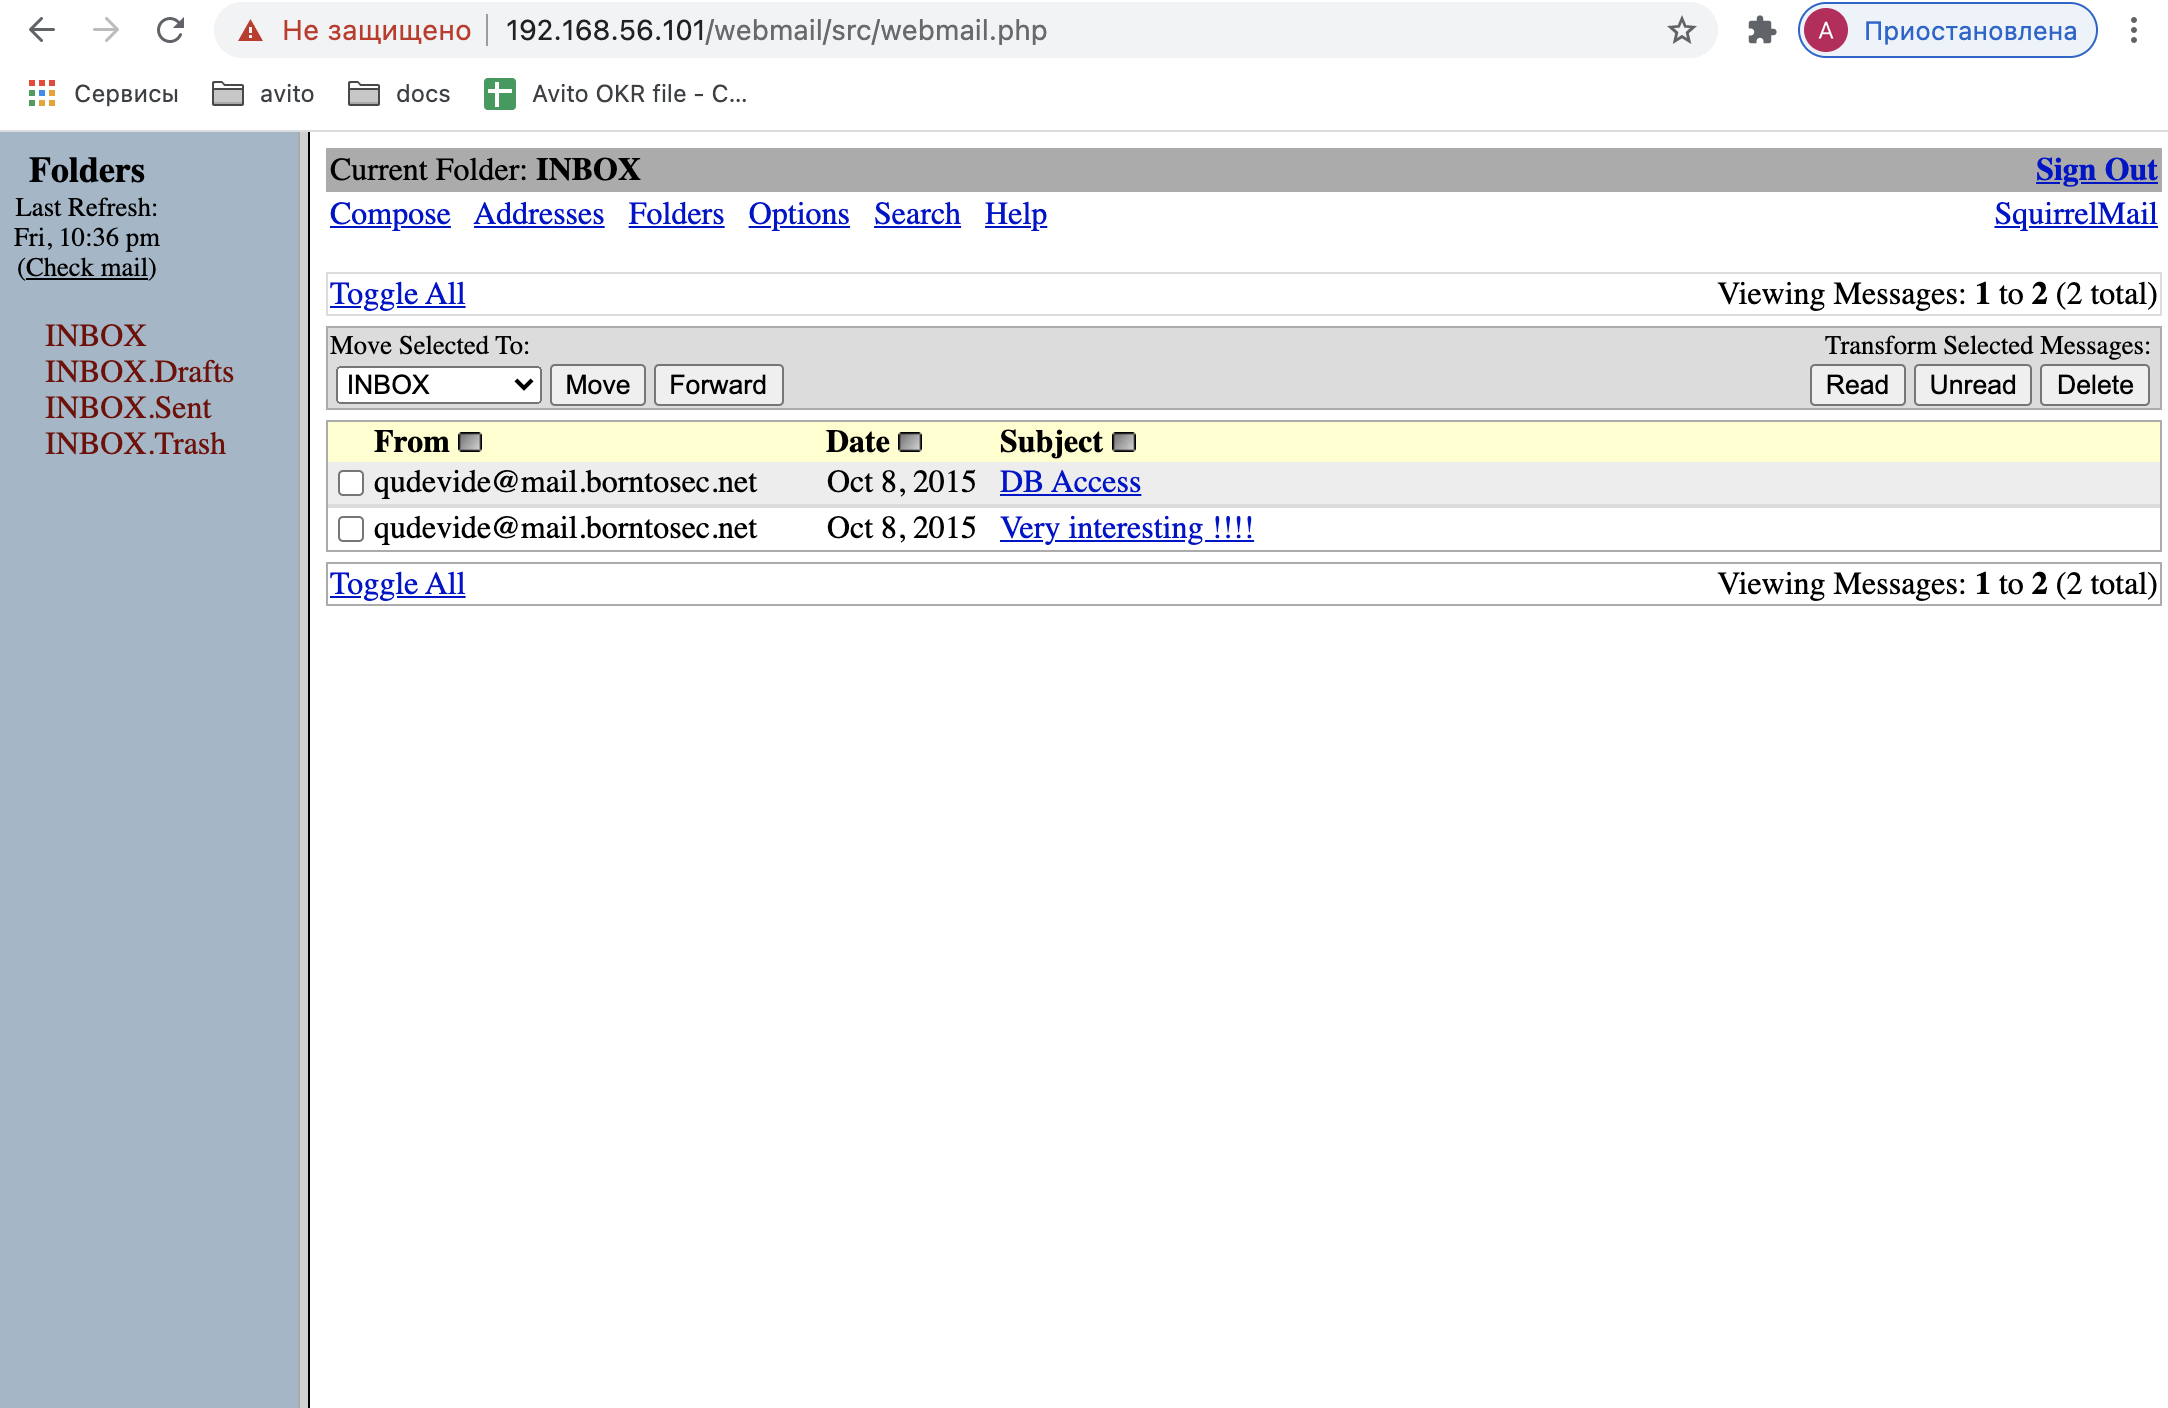 Не защищено 192.168.56.101/webmail/src/webmail.php A Приостановлена
Сервисы avito docs Avito OKR file - C...
Folders
Last Refresh:
Fri, 10:36 pm
(Check mail)
INBOX
INBOX.Drafts
INBOX.Sent
INBOX.Trash
Current Folder: INBOX Sign Out
Compose Addresses Folders Options Search Help SquirrelMail
Toggle All Viewing Messages: 1 to 2 (2 total)
Move Selected To: Transform Selected Messages:
INBOX Move Forward Read Unread Delete
From Date Subject
qudevide@mail.borntosec.net Oct 8, 2015 DB Access
qudevide@mail.borntosec.net Oct 8, 2015 Very interesting !!!!
Toggle All Viewing Messages: 1 to 2 (2 total)